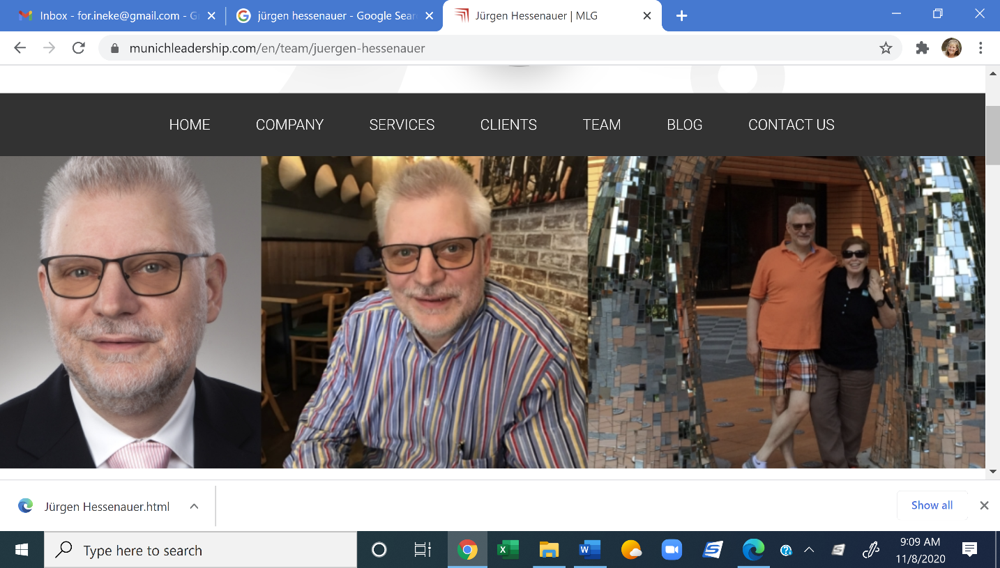 Inbox - for.ineke@gmail.com - G
jürgen hessenauer - Google Sear
Jürgen Hessenauer | MLG
munichleadership.com/en/team/juergen-hessenauer
HOME COMPANY SERVICES CLIENTS TEAM BLOG CONTACT US
Jürgen Hessenauer.html
Show all
Type here to search
9:09 AM
11/8/2020